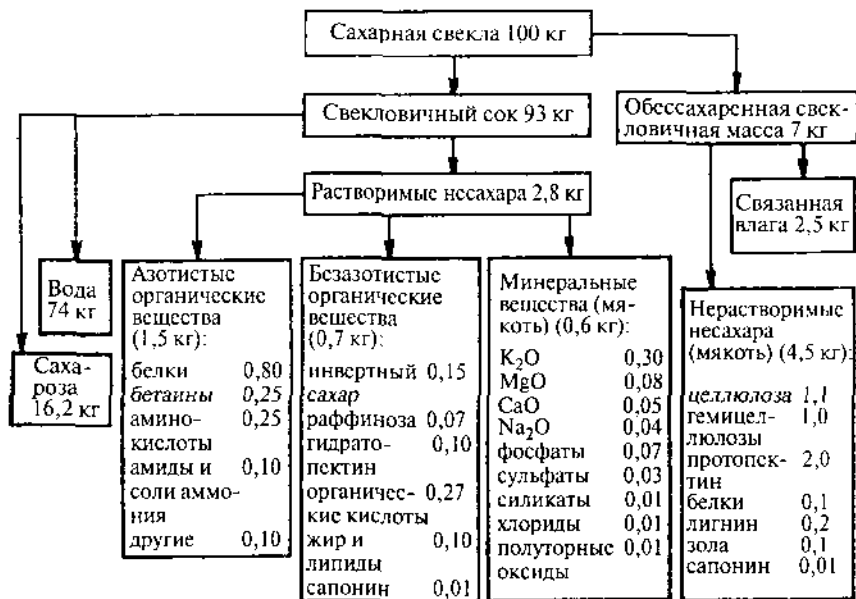 Сахарная свекла 100 кг
Свекловичный сок 93 кг
Обессахаренная свек-
ловичная масса 7 кг
Растворимые несахара 2,8 кг
Связанная
влага 2,5 кг
Вода
74 кг
Саха-
роза
16,2 кг
Азотистые
органические
вещества
(1,5 кг):
белки 0,80
бетаины 0,25
амино- 0,25
кислоты
амиды и 0,10
соли аммо-
ния
другие 0,10
Безазотистые
органические
вещества
(0,7 кг):
инвертный 0,15
сахар
раффиноза 0,07
гидрато- 0,10
пектин
органичес- 0,27
кие кислоты
жир и 0,10
липиды
сапонин 0,01
Минеральные
вещества (мя-
коть) (0,6 кг):
K₂O 0,30
MgO 0,08
CaO 0,05
Na₂O 0,04
фосфаты 0,07
сульфаты 0,03
силикаты 0,01
хлориды 0,01
полуторные 0,01
оксиды
Нерастворимые
несахара
(мякоть) (4,5 кг):
целлюлоза 1,1
гемицел- 1,0
люлозы
протопек- 2,0
тин
белки 0,1
лигнин 0,2
зола 0,1
сапонин 0,01